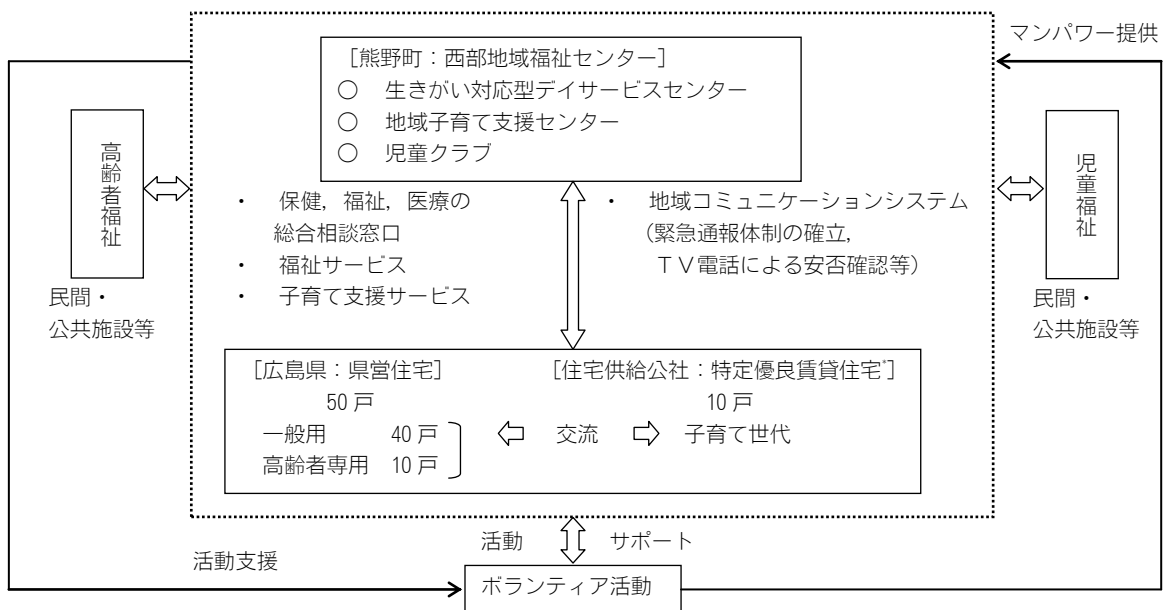 マンパワー提供
[熊野町:西部地域福祉センター]
○ 生きがい対応型デイサービスセンター
○ 地域子育て支援センター
○ 児童クラブ
高齢者福祉
児童福祉
・ 保健,福祉,医療の
総合相談窓口
・ 福祉サービス
・ 子育て支援サービス
・ 地域コミュニケーションシステム
(緊急通報体制の確立,
TV電話による安否確認等)
民間・
公共施設等
民間・
公共施設等
[広島県:県営住宅]
50 戸
一般用 40 戸
高齢者専用 10 戸
交流
[住宅供給公社:特定優良賃貸住宅*]
10 戸
子育て世代
活動 サポート
活動支援
ボランティア活動